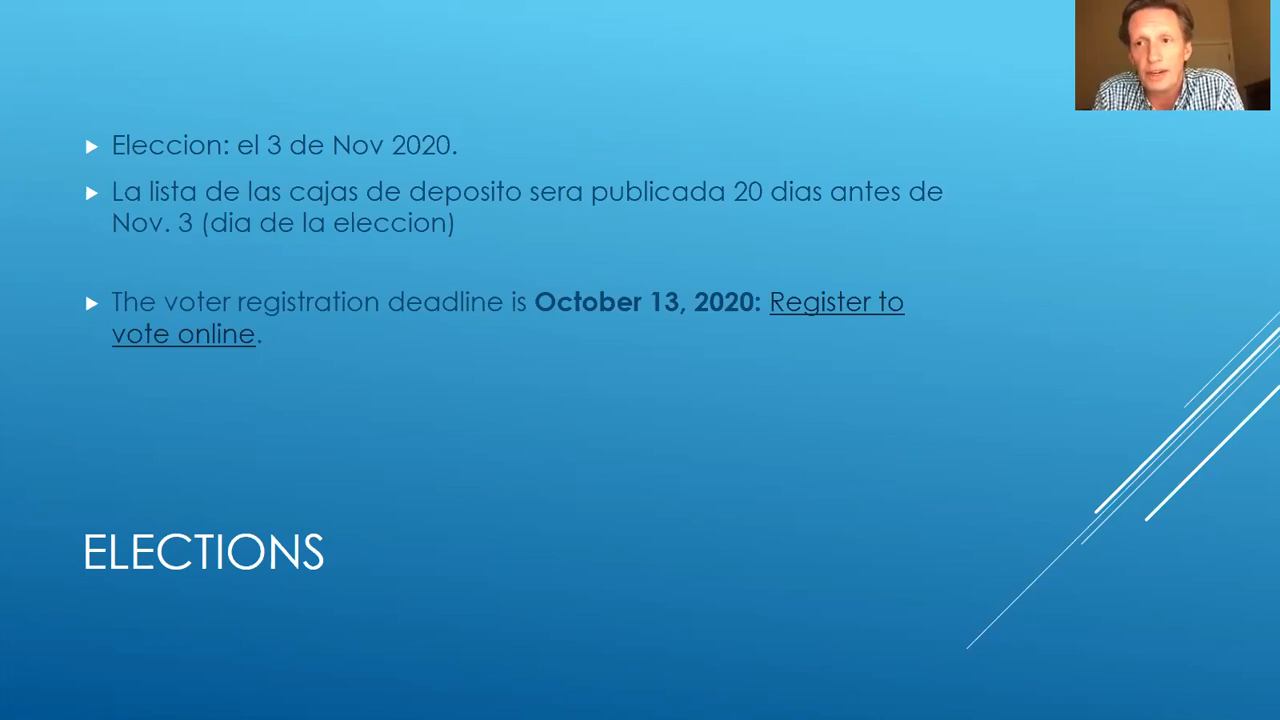 Eleccion: el 3 de Nov 2020.
La lista de las cajas de deposito sera publicada 20 dias antes de
Nov. 3 (dia de la eleccion)
The voter registration deadline is October 13, 2020: Register to
vote online.
ELECTIONS